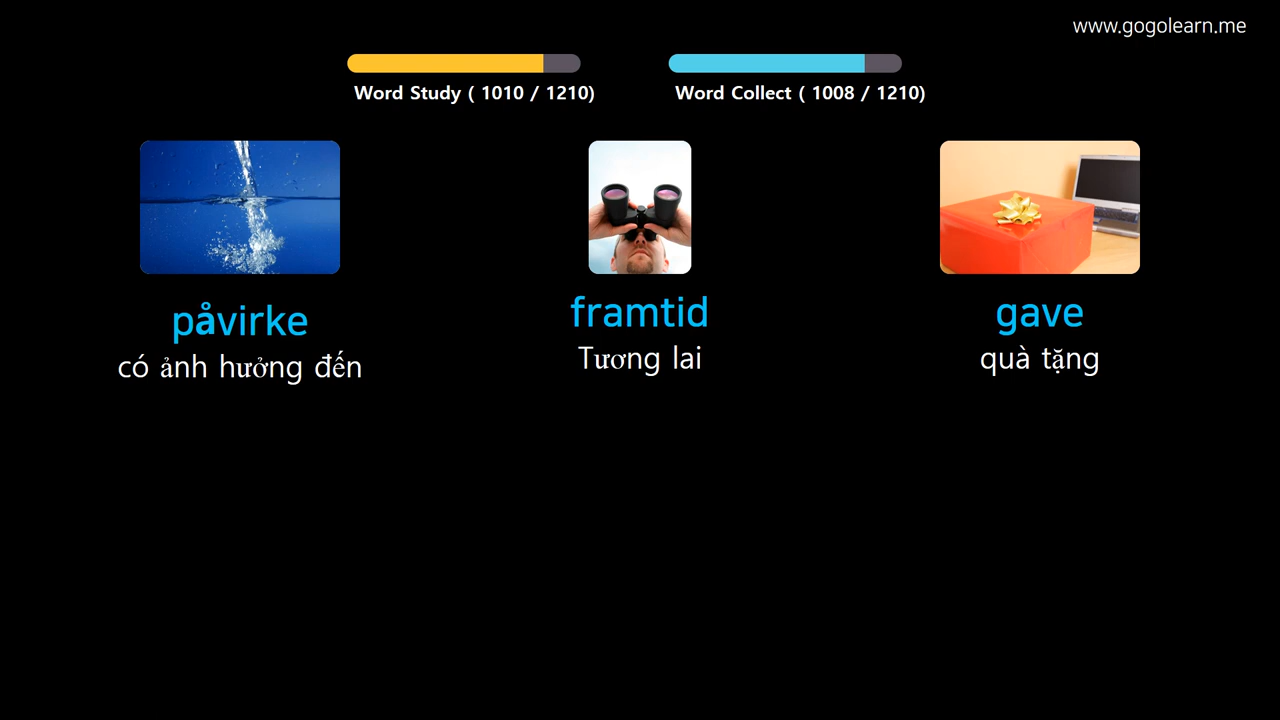 www.gogolearn.me
Word Study ( 1010 / 1210)
Word Collect ( 1008 / 1210)
påvirke
có ảnh hưởng đến
framtid
Tương lai
gave
quà tặng